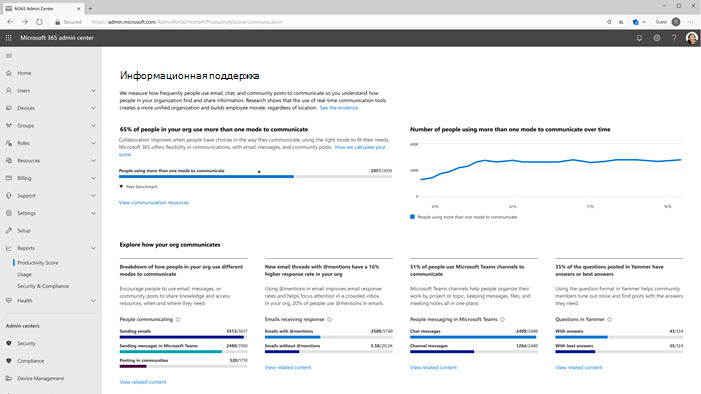 M365 Admin Center
Secured
https://admin.microsoft.com/AdminPortal/Home#/ProductivityScore/communication
Guest
Microsoft 365 admin center
Home
Users
Devices
Groups
Roles
Resources
Billing
Support
Settings
Setup
Reports
Productivity Score
Usage
Security & Compliance
Health
Admin centers
Security
Compliance
Device Management
Информационная поддержка
We measure how frequently people use email, chat, and community posts to communicate so you understand how
people in your organization find and share information. Research shows that the use of real-time communication tools
creates a more unified organization and builds employee morale, regardless of location. See the evidence
65% of people in your org use more than one mode to communicate
Collaboration improves when people have choices in the way they communicate, using the right mode to fit their needs.
Microsoft 365 offers flexibility in communications, with email, messages, and community posts. How we calculate your
score
People using more than one mode to communicate 2051/3010
Peer benchmark
View communication resources
Number of people using more than one mode to communicate over time
4000
2000
0
3/15
5/15
7/15
9/15
People using more than one mode to communicate
Explore how your org communicates
Breakdown of how people in your org use different
modes to communicate
Encourage people to use email, messages, or
community posts to share knowledge and access
resources, when and where they need.
People communicating
Sending emails 3513/3617
Sending messages in Microsoft Teams 2480/3100
Posting in communities 520/1710
View related content
New email threads with @mentions have a 16%
higher response rate in your org
Using @mentions in email improves email response
rates and helps focus attention in a crowded inbox.
In your org, 20% of people use @mentions in emails.
Emails receiving response
Emails with @mentions 2500/5740
Emails without @mentions 5.5K/20.5K
View related content
51% of people use Microsoft Teams channels to
communicate
Microsoft Teams channels help people organize their
work by project or topic, keeping messages, files, and
meeting notes all in one place.
People messaging in Microsoft Teams
Chat messages 2409/2480
Channel messages 1264/2480
View related content
35% of the questions posted in Yammer have
answers or best answers
Using the question format in Yammer helps community
members tune out noise and find posts with the answers
they need.
Questions in Yammer
With answers 43/124
With best answers 35/124
View related content